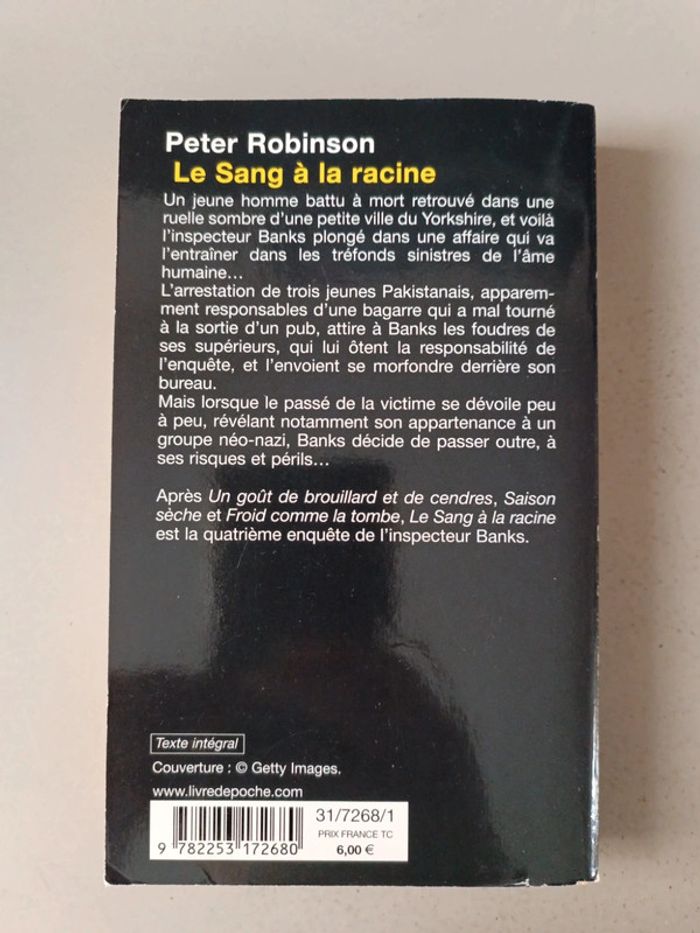 Peter Robinson
Le Sang à la racine
Un jeune homme battu à mort retrouvé dans une
ruelle sombre d'une petite ville du Yorkshire, et voilà
l'inspecteur Banks plongé dans une affaire qui va
l'entraîner dans les tréfonds sinistres de l'âme
humaine…
L'arrestation de trois jeunes Pakistanais, apparem-
ment responsables d'une bagarre qui a mal tourné
à la sortie d'un pub, attire à Banks les foudres de
ses supérieurs, qui lui ôtent la responsabilité de
l'enquête, et l'envoient se morfondre derrière son
bureau.
Mais lorsque le passé de la victime se dévoile peu
à peu, révélant notamment son appartenance à un
groupe néo-nazi, Banks décide de passer outre, à
ses risques et périls…
Après Un goût de brouillard et de cendres, Saison
sèche et Froid comme la tombe, Le Sang à la racine
est la quatrième enquête de l'inspecteur Banks.
Texte intégral
Couverture : © Getty Images.
www.livredepoche.com
31/7268/1
PRIX FRANCE TC
6,00 €
9 782253 172680